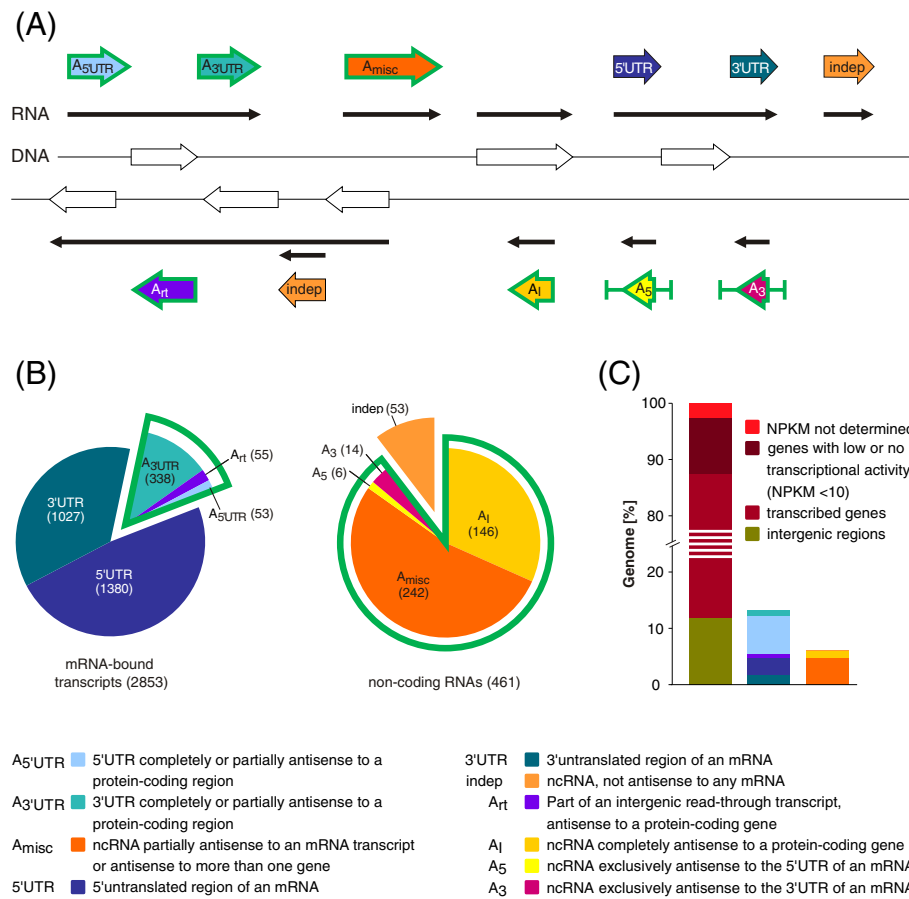 (A)
A5'UTR
A3'UTR
Amisc
5'UTR
3'UTR
indep
RNA
DNA
Art
indep
AI
A5
A3
(B)
3'UTR
(1027)
A3'UTR
(338)
Art (55)
A5'UTR (53)
5'UTR
(1380)
mRNA-bound
transcripts (2853)
indep (53)
A3 (14)
A5 (6)
AI
(146)
Amisc
(242)
non-coding RNAs (461)
(C)
Genome [%]
100
90
80
20
10
0
NPKM not determined
genes with low or no
transcriptional activity
(NPKM <10)
transcribed genes
intergenic regions
A5'UTR 5'UTR completely or partially antisense to a
protein-coding region
A3'UTR 3'UTR completely or partially antisense to a
protein-coding region
Amisc ncRNA partially antisense to an mRNA transcript
or antisense to more than one gene
5'UTR 5'untranslated region of an mRNA
3'UTR 3'untranslated region of an mRNA
indep ncRNA, not antisense to any mRNA
Art Part of an intergenic read-through transcript,
antisense to a protein-coding gene
AI ncRNA completely antisense to a protein-coding gene
A5 ncRNA exclusively antisense to the 5'UTR of an mRNA
A3 ncRNA exclusively antisense to the 3'UTR of an mRNA